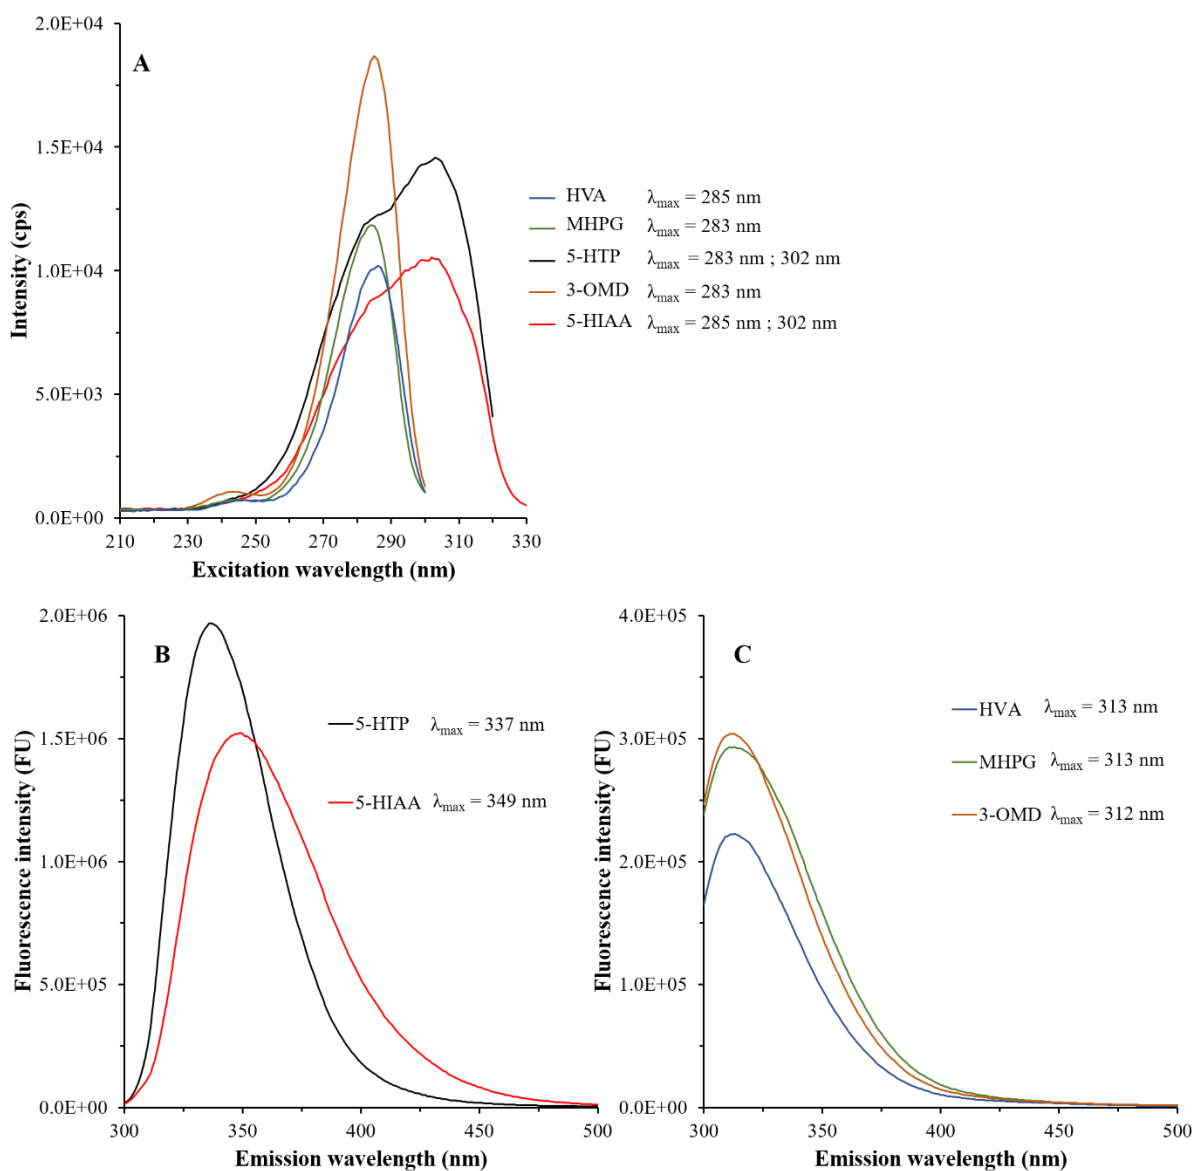 A
Intensity (cps)
2.0E+04
1.5E+04
1.0E+04
5.0E+03
0.0E+00
210 230 250 270 290 310 330
Excitation wavelength (nm)
HVA λmax = 285 nm
MHPG λmax = 283 nm
5-HTP λmax = 283 nm ; 302 nm
3-OMD λmax = 283 nm
5-HIAA λmax = 285 nm ; 302 nm
B
Fluorescence intensity (FU)
2.0E+06
1.5E+06
1.0E+06
5.0E+05
0.0E+00
300 350 400 450 500
Emission wavelength (nm)
5-HTP λmax = 337 nm
5-HIAA λmax = 349 nm
C
Fluorescence intensity (FU)
4.0E+05
3.0E+05
2.0E+05
1.0E+05
0.0E+00
300 350 400 450 500
Emission wavelength (nm)
HVA λmax = 313 nm
MHPG λmax = 313 nm
3-OMD λmax = 312 nm